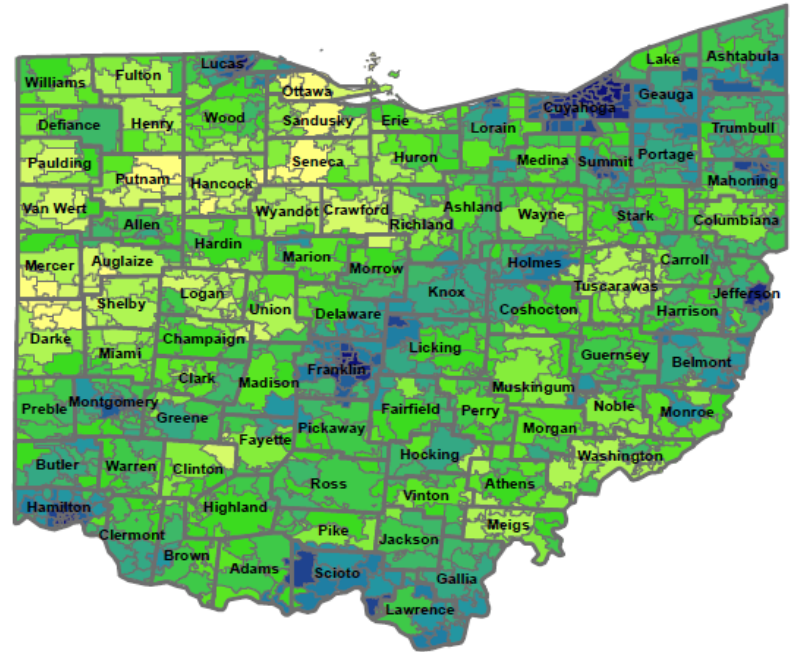 Williams
Fulton
Lucas
Ottawa
Lake
Ashtabula
Geauga
Cuyahoga
Defiance
Henry
Wood
Sandusky
Erie
Lorain
Trumbull
Paulding
Putnam
Hancock
Seneca
Huron
Medina
Summit
Portage
Mahoning
Van Wert
Allen
Wyandot
Crawford
Richland
Ashland
Wayne
Stark
Columbiana
Hardin
Mercer
Auglaize
Marion
Morrow
Holmes
Carroll
Tuscarawas
Jefferson
Logan
Shelby
Union
Delaware
Knox
Coshocton
Harrison
Darke
Miami
Champaign
Franklin
Licking
Guernsey
Belmont
Clark
Madison
Muskingum
Preble
Montgomery
Greene
Fairfield
Perry
Noble
Monroe
Pickaway
Morgan
Fayette
Butler
Warren
Clinton
Hocking
Washington
Ross
Athens
Vinton
Hamilton
Highland
Clermont
Pike
Meigs
Jackson
Brown
Adams
Scioto
Gallia
Lawrence